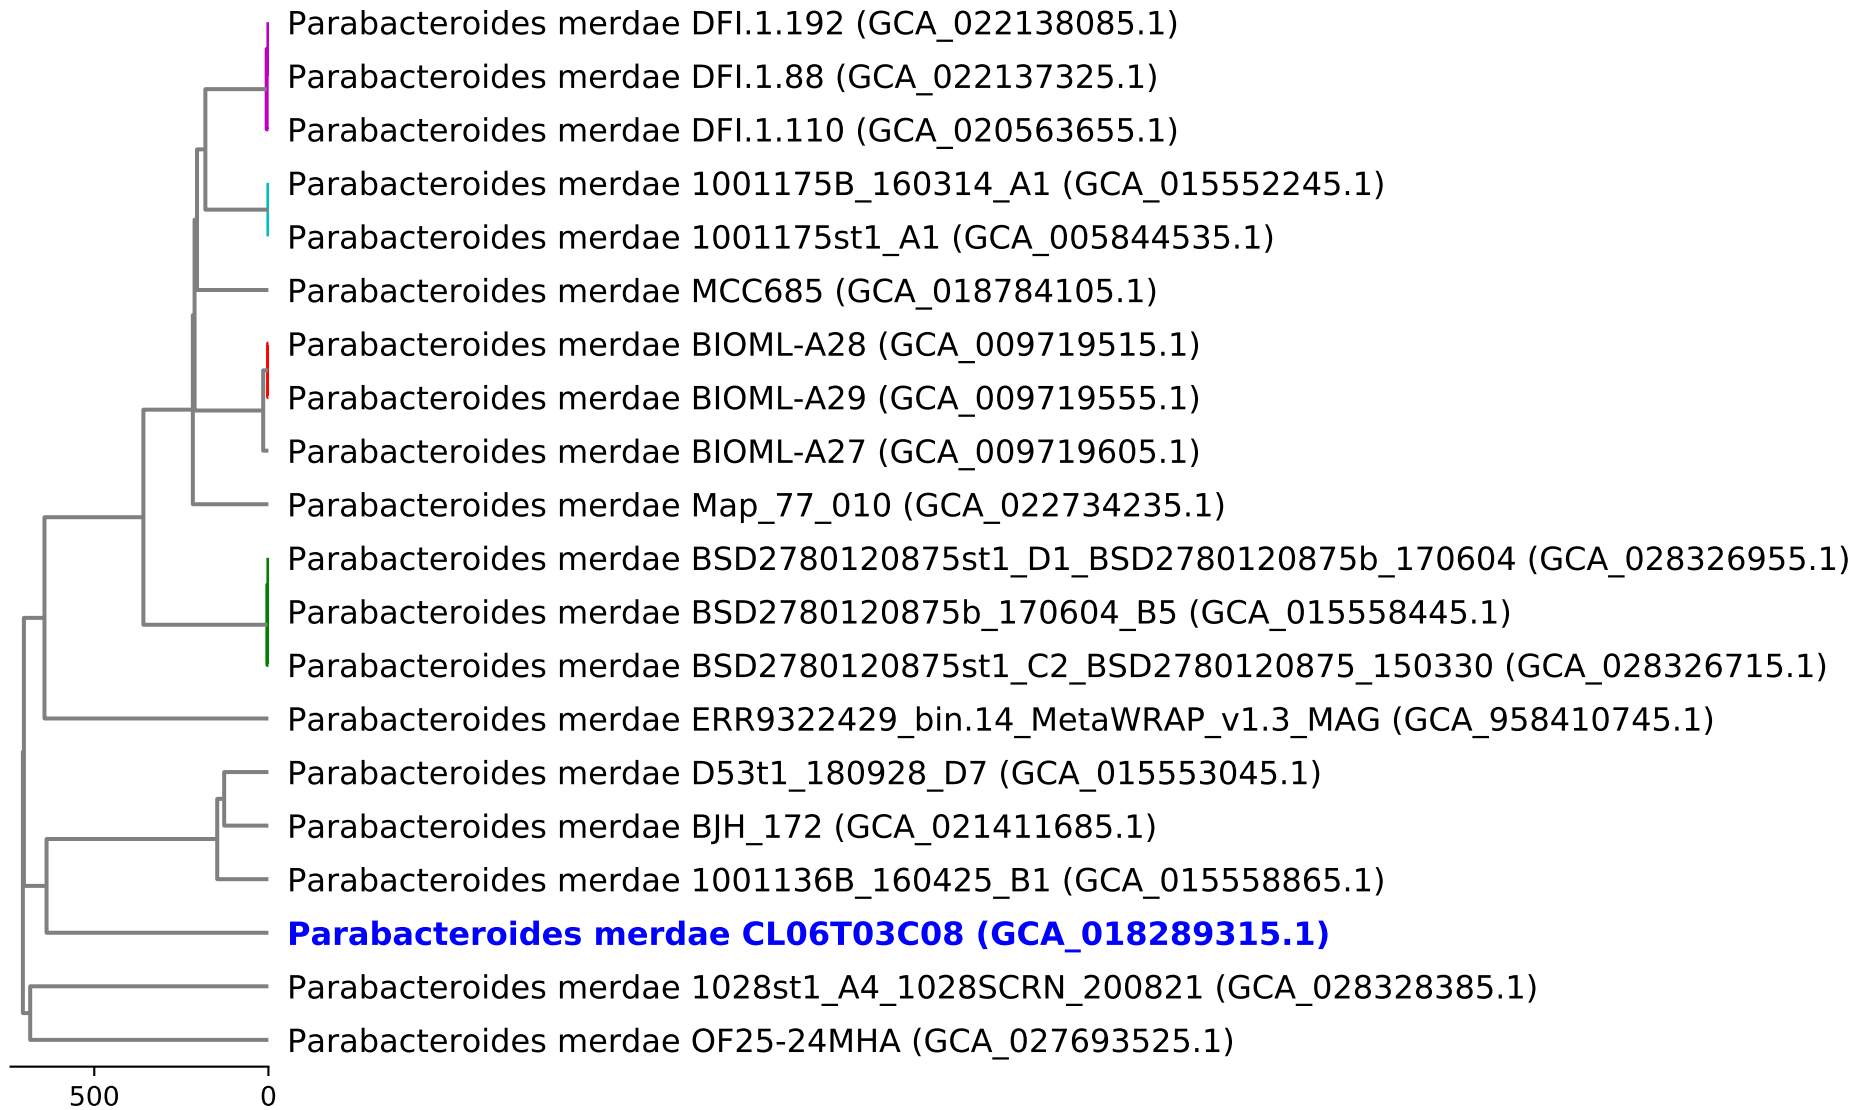 Parabacteroides merdae DFI.1.192 (GCA_022138085.1)
Parabacteroides merdae DFI.1.88 (GCA_022137325.1)
Parabacteroides merdae DFI.1.110 (GCA_020563655.1)
Parabacteroides merdae 1001175B_160314_A1 (GCA_015552245.1)
Parabacteroides merdae 1001175st1_A1 (GCA_005844535.1)
Parabacteroides merdae MCC685 (GCA_018784105.1)
Parabacteroides merdae BIOML-A28 (GCA_009719515.1)
Parabacteroides merdae BIOML-A29 (GCA_009719555.1)
Parabacteroides merdae BIOML-A27 (GCA_009719605.1)
Parabacteroides merdae Map_77_010 (GCA_022734235.1)
Parabacteroides merdae BSD2780120875st1_D1_BSD2780120875b_170604 (GCA_028326955.1)
Parabacteroides merdae BSD2780120875b_170604_B5 (GCA_015558445.1)
Parabacteroides merdae BSD2780120875st1_C2_BSD2780120875_150330 (GCA_028326715.1)
Parabacteroides merdae ERR9322429_bin.14_MetaWRAP_v1.3_MAG (GCA_958410745.1)
Parabacteroides merdae D53t1_180928_D7 (GCA_015553045.1)
Parabacteroides merdae BJH_172 (GCA_021411685.1)
Parabacteroides merdae 1001136B_160425_B1 (GCA_015558865.1)
Parabacteroides merdae CL06T03C08 (GCA_018289315.1)
Parabacteroides merdae 1028st1_A4_1028SCRN_200821 (GCA_028328385.1)
Parabacteroides merdae OF25-24MHA (GCA_027693525.1)
500 0